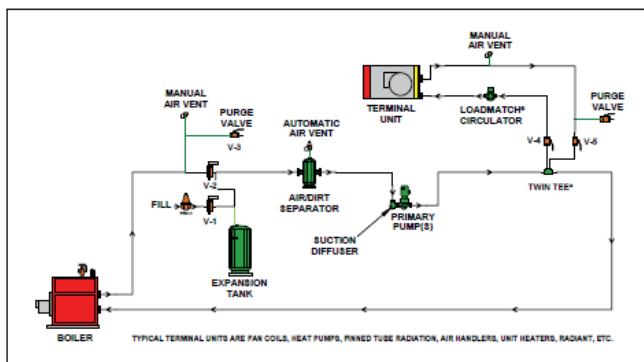 MANUAL
AIR VENT
MANUAL
AIR VENT
PURGE
VALVE
V-3
AUTOMATIC
AIR VENT
TERMINAL
UNIT
LOADMATCH®
CIRCULATOR
PURGE
VALVE
V-4
V-5
V-2
TWIN TEE®
FILL
V-1
AIR/DIRT
SEPARATOR
PRIMARY
PUMP(S)
SUCTION
DIFFUSER
EXPANSION
TANK
BOILER
TYPICAL TERMINAL UNITS ARE FAN COILS, HEAT PUMPS, FINNED TUBE RADIATION, AIR HANDLERS, UNIT HEATERS, RADIANT, ETC.